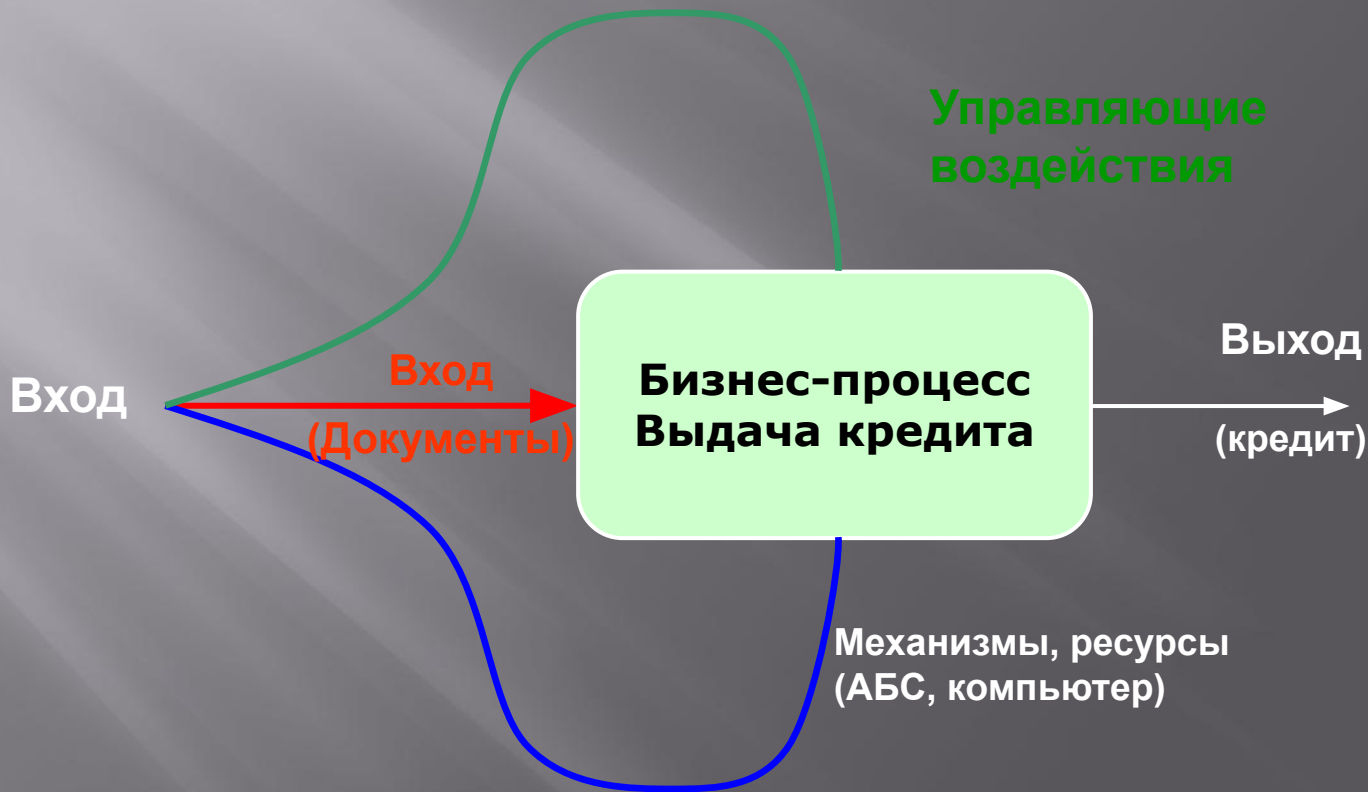 Управляющие
воздействия
Вход
Вход
(Документы)
Бизнес-процесс
Выдача кредита
Выход
(кредит)
Механизмы, ресурсы
(АБС, компьютер)